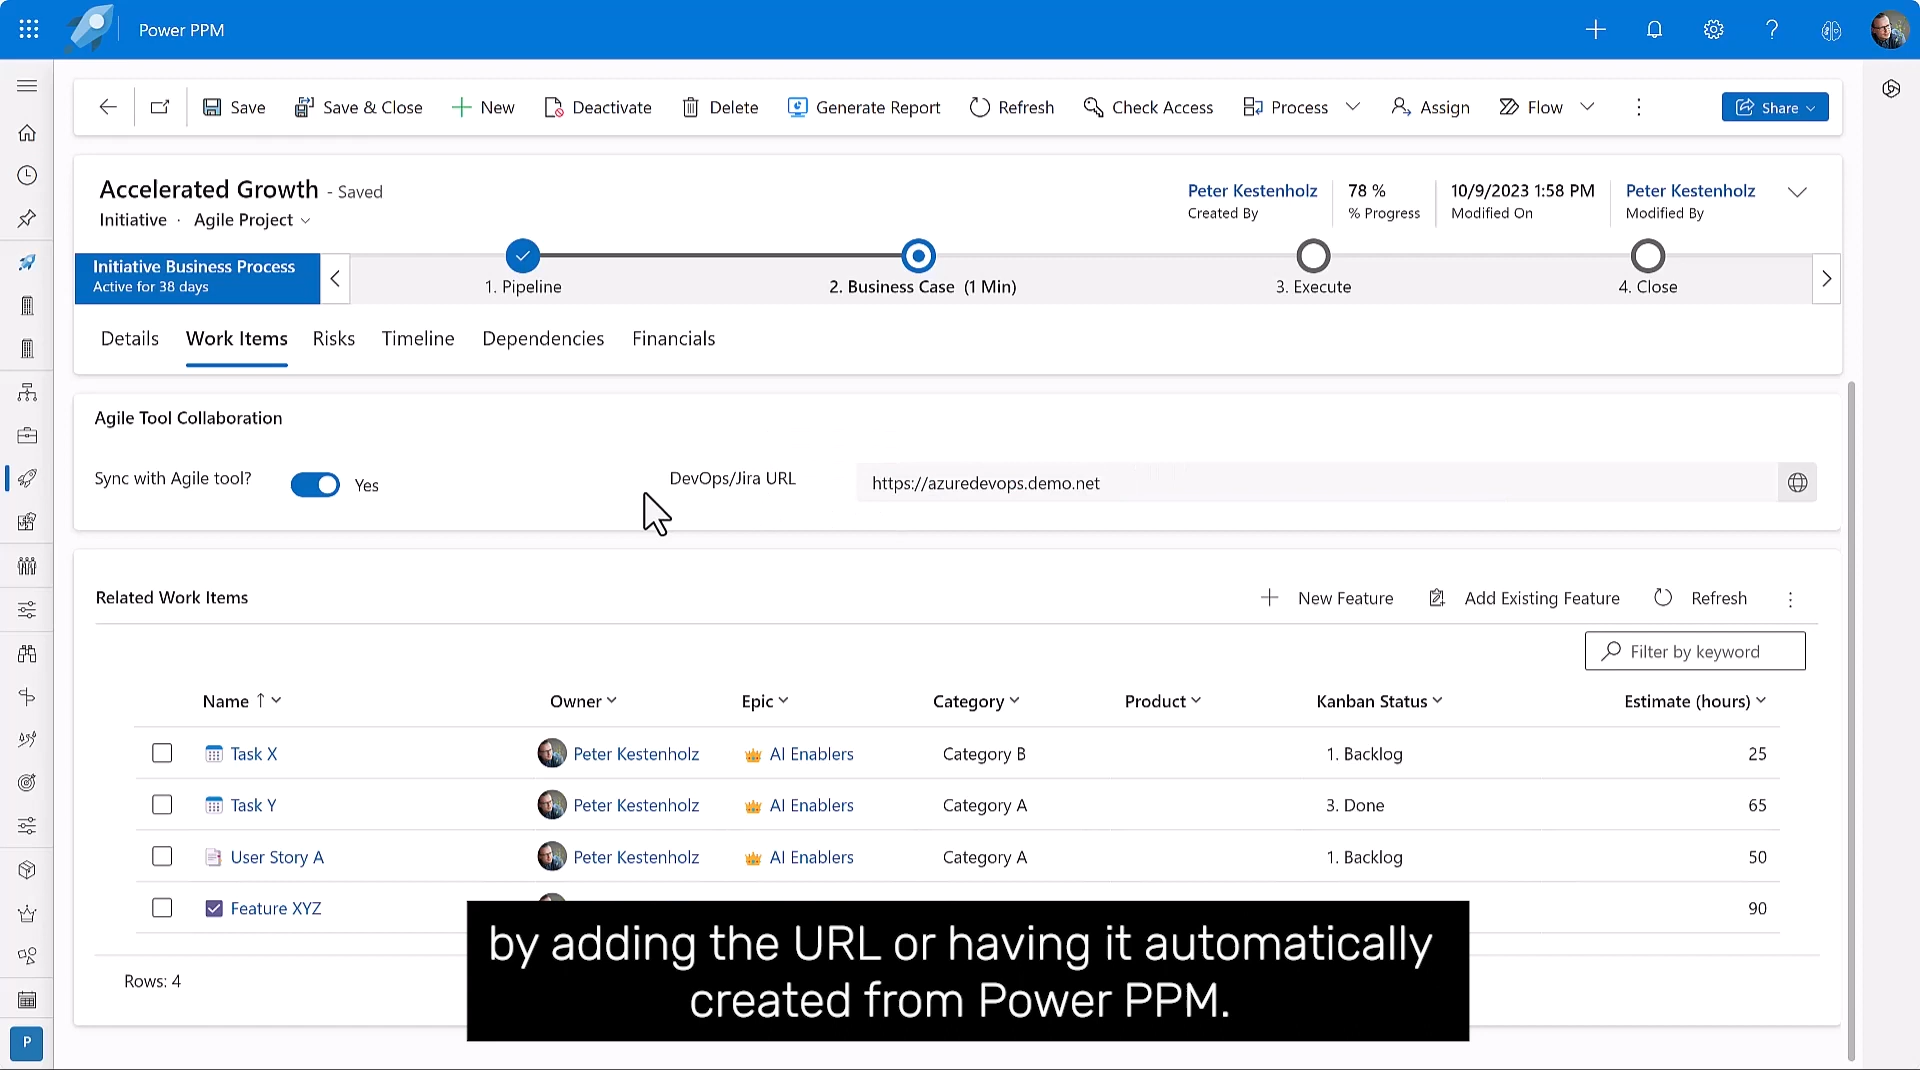 Power PPM
Save
Save & Close
New
Deactivate
Delete
Generate Report
Refresh
Check Access
Process
Assign
Flow
Share
Accelerated Growth - Saved
Initiative · Agile Project
Peter Kestenholz
Created By
78 %
% Progress
10/9/2023 1:58 PM
Modified On
Peter Kestenholz
Modified By
Initiative Business Process
Active for 38 days
1. Pipeline
2. Business Case (1 Min)
3. Execute
4. Close
Details
Work Items
Risks
Timeline
Dependencies
Financials
Agile Tool Collaboration
Sync with Agile tool?
Yes
DevOps/Jira URL
https://azuredevops.demo.net
Related Work Items
New Feature
Add Existing Feature
Refresh
Filter by keyword
Name Owner Epic Category Product Kanban Status Estimate (hours)
Task X Peter Kestenholz AI Enablers Category B 1. Backlog 25
Task Y Peter Kestenholz AI Enablers Category A 3. Done 65
User Story A Peter Kestenholz AI Enablers Category A 1. Backlog 50
Feature XYZ 90
Rows: 4
by adding the URL or having it automatically
created from Power PPM.
P